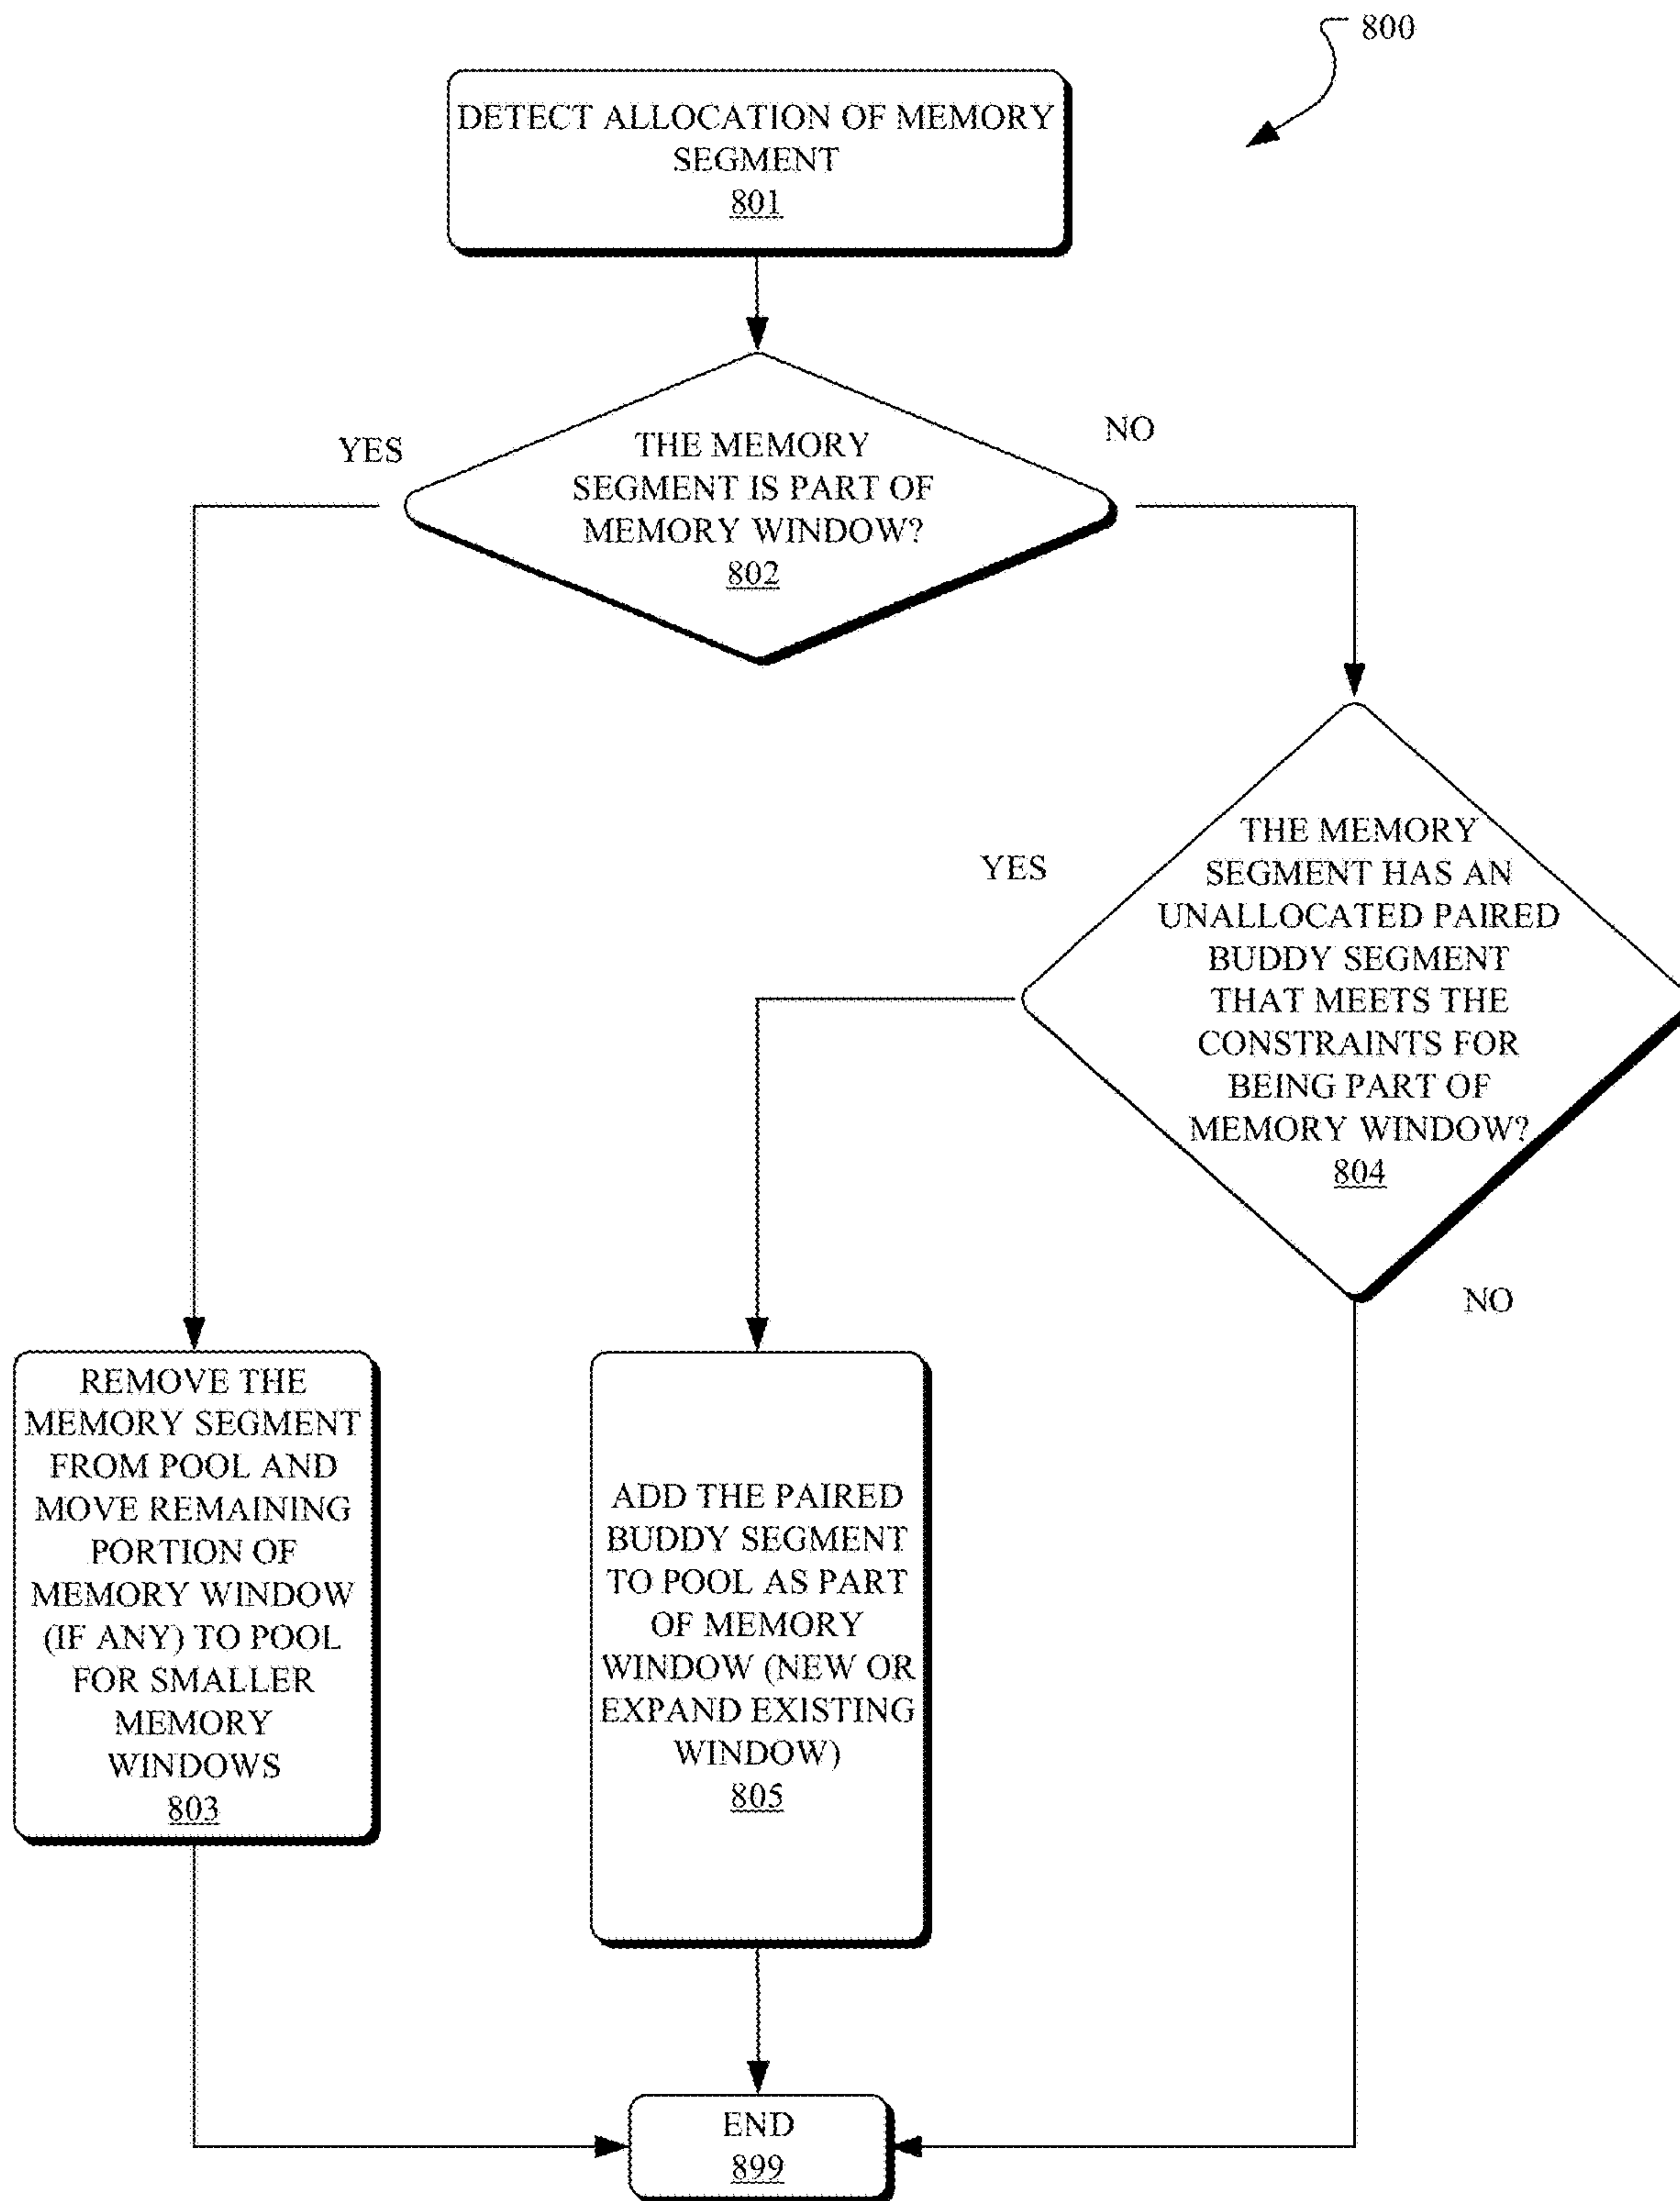 800
DETECT ALLOCATION OF MEMORY
SEGMENT
801
YES
NO
THE MEMORY
SEGMENT IS PART OF
MEMORY WINDOW?
802
YES
THE MEMORY
SEGMENT HAS AN
UNALLOCATED PAIRED
BUDDY SEGMENT
THAT MEETS THE
CONSTRAINTS FOR
BEING PART OF
MEMORY WINDOW?
804
NO
REMOVE THE
MEMORY SEGMENT
FROM POOL AND
MOVE REMAINING
PORTION OF
MEMORY WINDOW
(IF ANY) TO POOL
FOR SMALLER
MEMORY
WINDOWS
803
ADD THE PAIRED
BUDDY SEGMENT
TO POOL AS PART
OF MEMORY
WINDOW (NEW OR
EXPAND EXISTING
WINDOW)
805
END
899